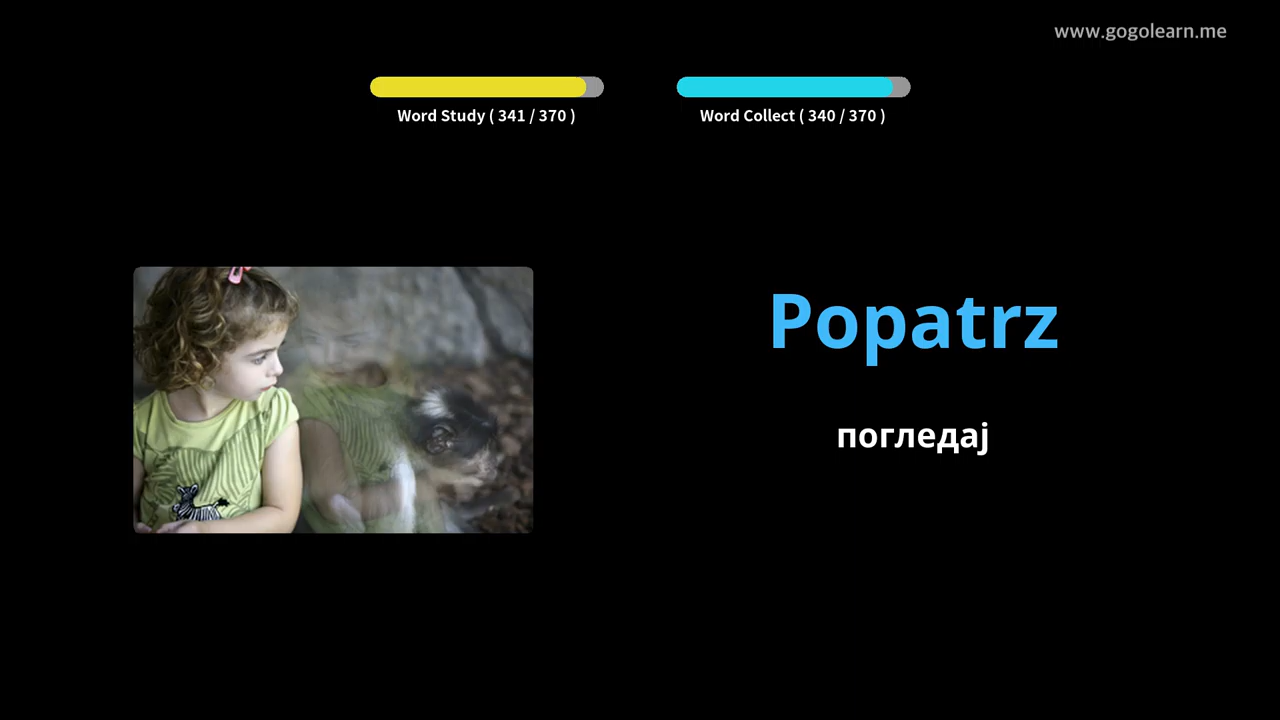 www.gogolearn.me
Word Study ( 341 / 370 )
Word Collect ( 340 / 370 )
Popatrz
погледај